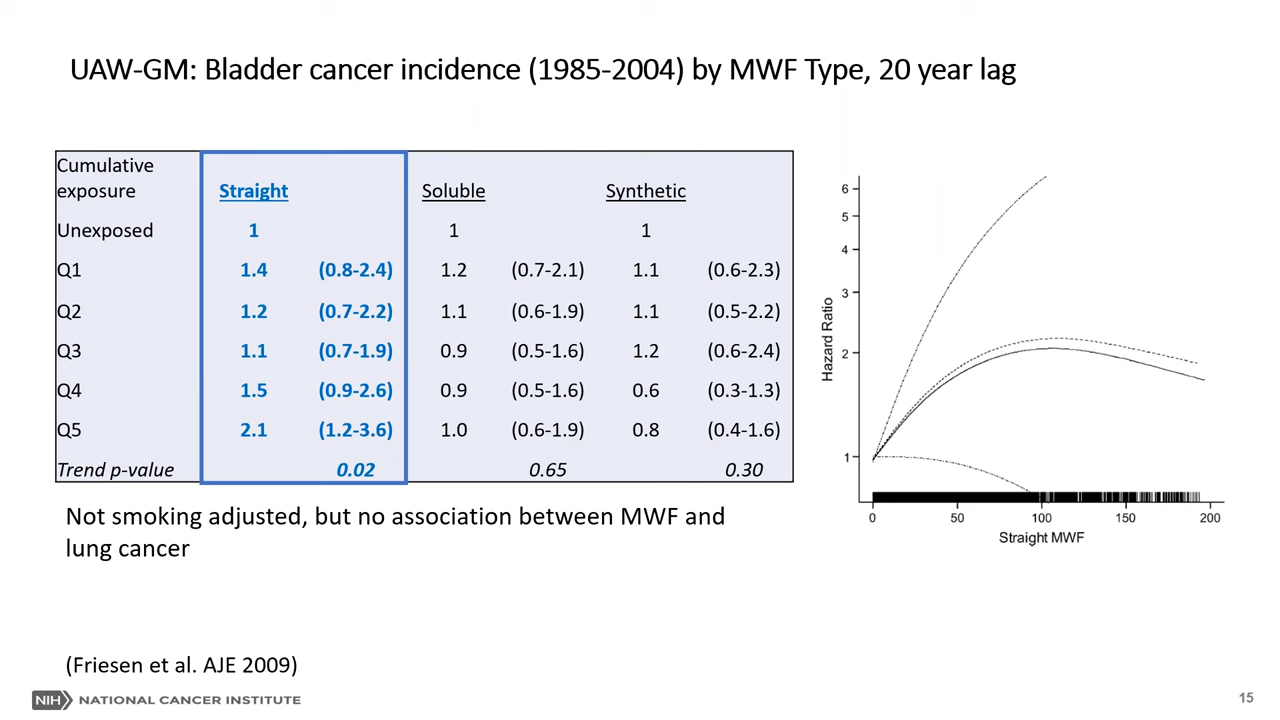 UAW-GM: Bladder cancer incidence (1985-2004) by MWF Type, 20 year lag
Cumulative
exposure Straight Soluble Synthetic
Unexposed 1 1 1
Q1 1.4 (0.8-2.4) 1.2 (0.7-2.1) 1.1 (0.6-2.3)
Q2 1.2 (0.7-2.2) 1.1 (0.6-1.9) 1.1 (0.5-2.2)
Q3 1.1 (0.7-1.9) 0.9 (0.5-1.6) 1.2 (0.6-2.4)
Q4 1.5 (0.9-2.6) 0.9 (0.5-1.6) 0.6 (0.3-1.3)
Q5 2.1 (1.2-3.6) 1.0 (0.6-1.9) 0.8 (0.4-1.6)
Trend p-value 0.02 0.65 0.30
Not smoking adjusted, but no association between MWF and
lung cancer
Hazard Ratio
6
5
4
3
2
1
0 50 100 150 200
Straight MWF
(Friesen et al. AJE 2009)
NIH NATIONAL CANCER INSTITUTE
15